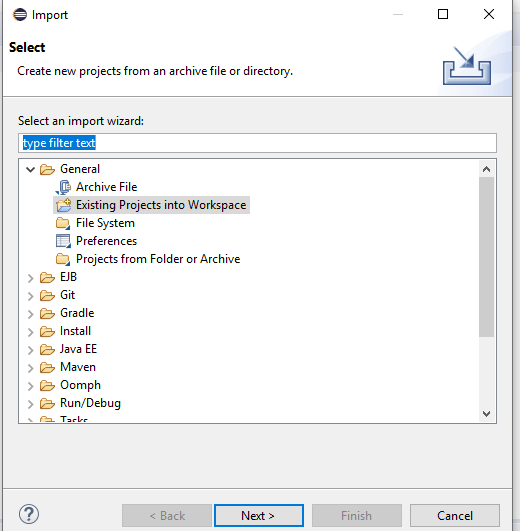 Import
Select
Create new projects from an archive file or directory.
Select an import wizard:
type filter text
General
Archive File
Existing Projects into Workspace
File System
Preferences
Projects from Folder or Archive
EJB
Git
Gradle
Install
Java EE
Maven
Oomph
Run/Debug
Tasks
? < Back Next > Finish Cancel